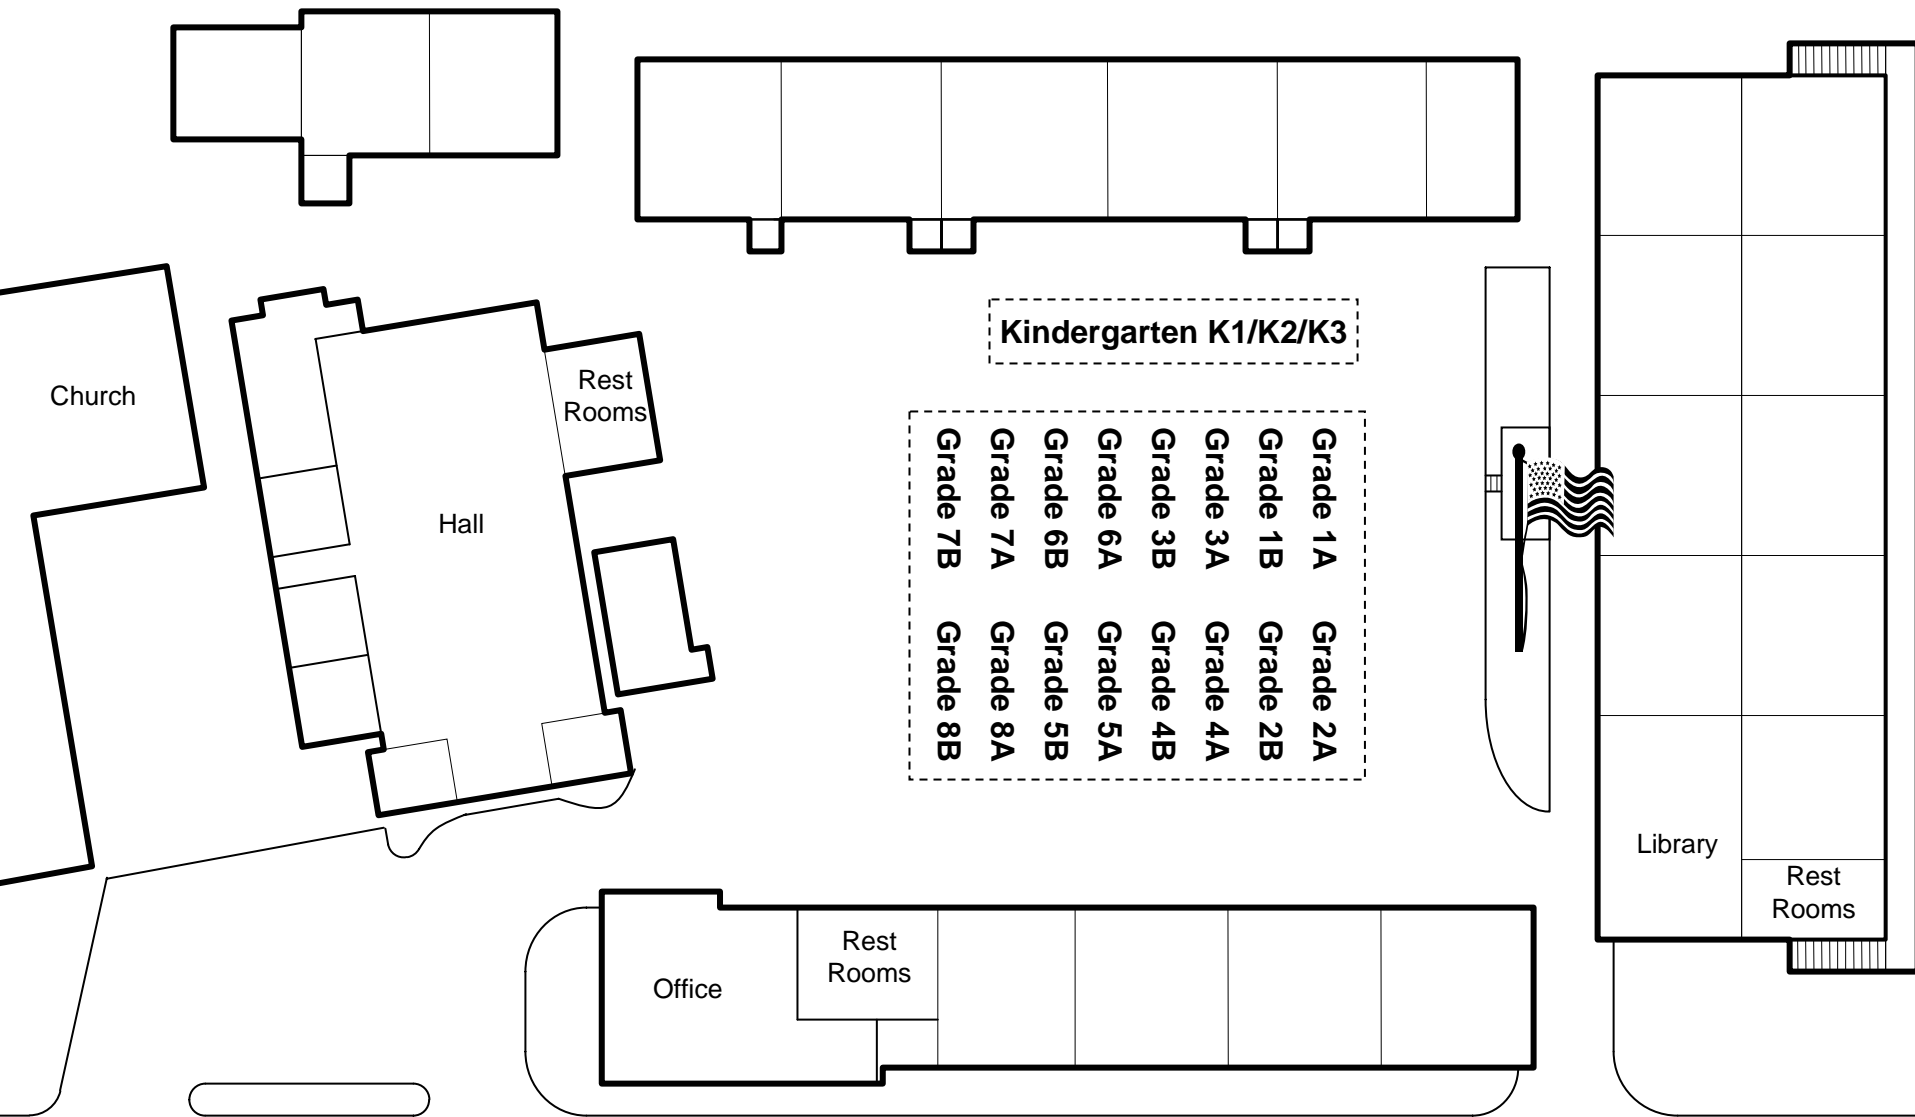 Kindergarten K1/K2/K3
Church
Rest
Rooms
Hall
Grade 7B
Grade 7A
Grade 6B
Grade 6A
Grade 3B
Grade 3A
Grade 1B
Grade 1A
Grade 8B
Grade 8A
Grade 5B
Grade 5A
Grade 4B
Grade 4A
Grade 2B
Grade 2A
Library
Rest
Rooms
Office
Rest
Rooms